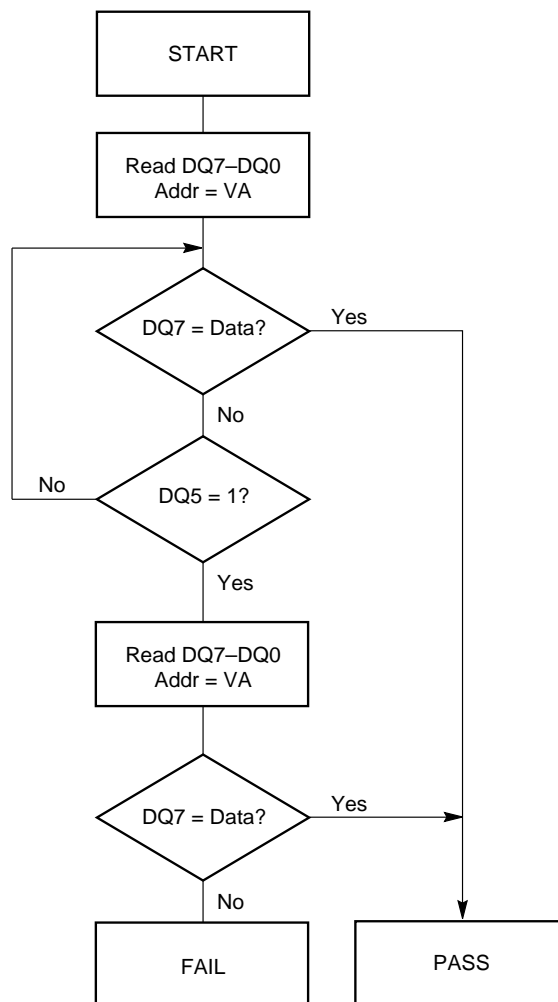 START
Read DQ7–DQ0
Addr = VA
DQ7 = Data?
Yes
No
No
DQ5 = 1?
Yes
Read DQ7–DQ0
Addr = VA
DQ7 = Data?
Yes
No
FAIL
PASS